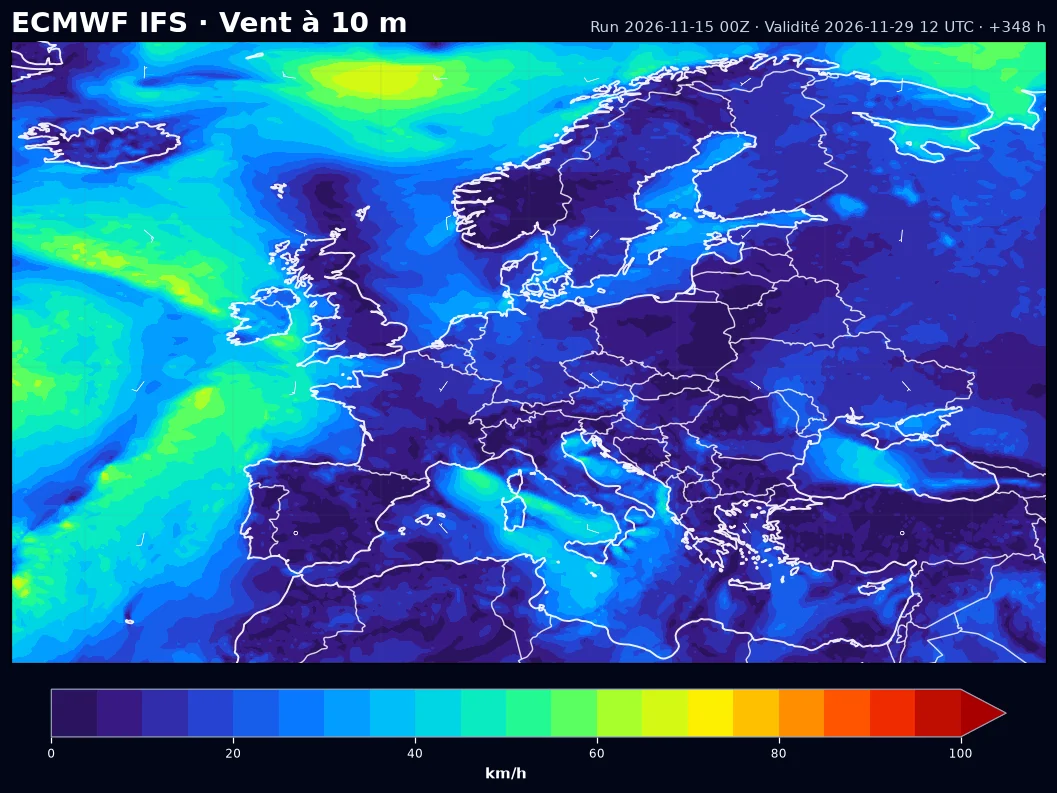 ECMWF IFS · Vent à 10 m
Run 2026-11-15 00Z · Validité 2026-11-29 12 UTC · +348 h
0 20 40 60 80 100
km/h